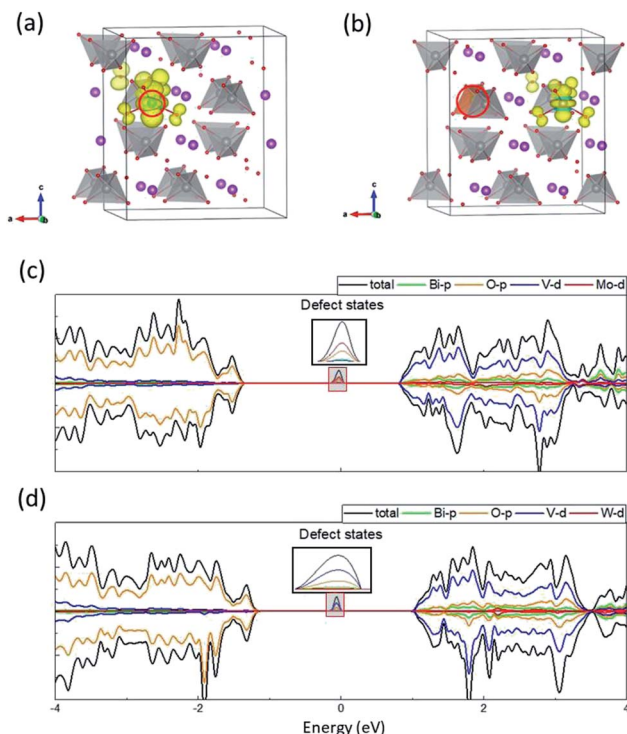 (a) (b)
c c
a b a b
(c)
total Bi-p O-p V-d Mo-d
Defect states
(d)
total Bi-p O-p V-d W-d
Defect states
-4 -2 0 2 4
Energy (eV)